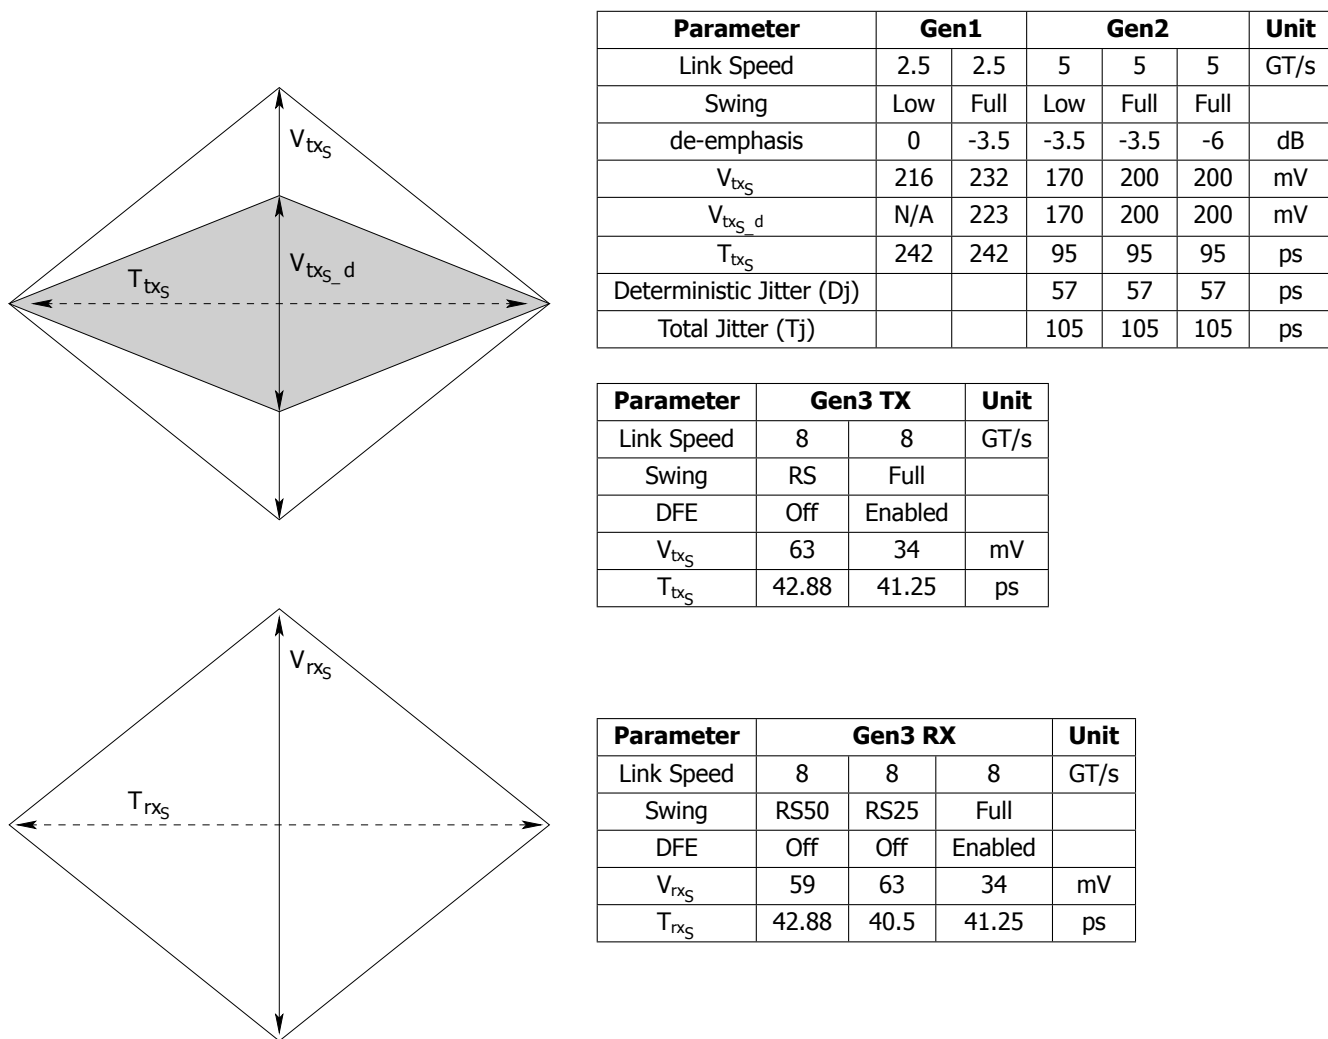 V_txS
V_txS_d
T_txS
Parameter Gen1 Gen2 Unit
Link Speed 2.5 2.5 5 5 5 GT/s
Swing Low Full Low Full Full
de-emphasis 0 -3.5 -3.5 -3.5 -6 dB
V_txS 216 232 170 200 200 mV
V_txS_d N/A 223 170 200 200 mV
T_txS 242 242 95 95 95 ps
Deterministic Jitter (Dj) 57 57 57 ps
Total Jitter (Tj) 105 105 105 ps
Parameter Gen3 TX Unit
Link Speed 8 8 GT/s
Swing RS Full
DFE Off Enabled
V_txS 63 34 mV
T_txS 42.88 41.25 ps
V_rxS
T_rxS
Parameter Gen3 RX Unit
Link Speed 8 8 8 GT/s
Swing RS50 RS25 Full
DFE Off Off Enabled
V_rxS 59 63 34 mV
T_rxS 42.88 40.5 41.25 ps